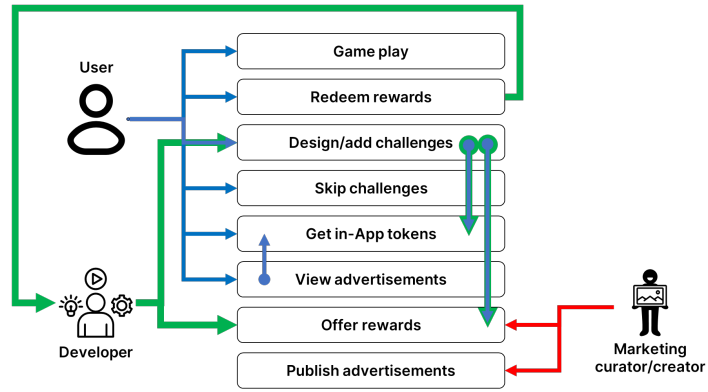 User
Game play
Redeem rewards
Design/add challenges
Skip challenges
Get in-App tokens
View advertisements
Offer rewards
Publish advertisements
Developer
Marketing
curator/creator